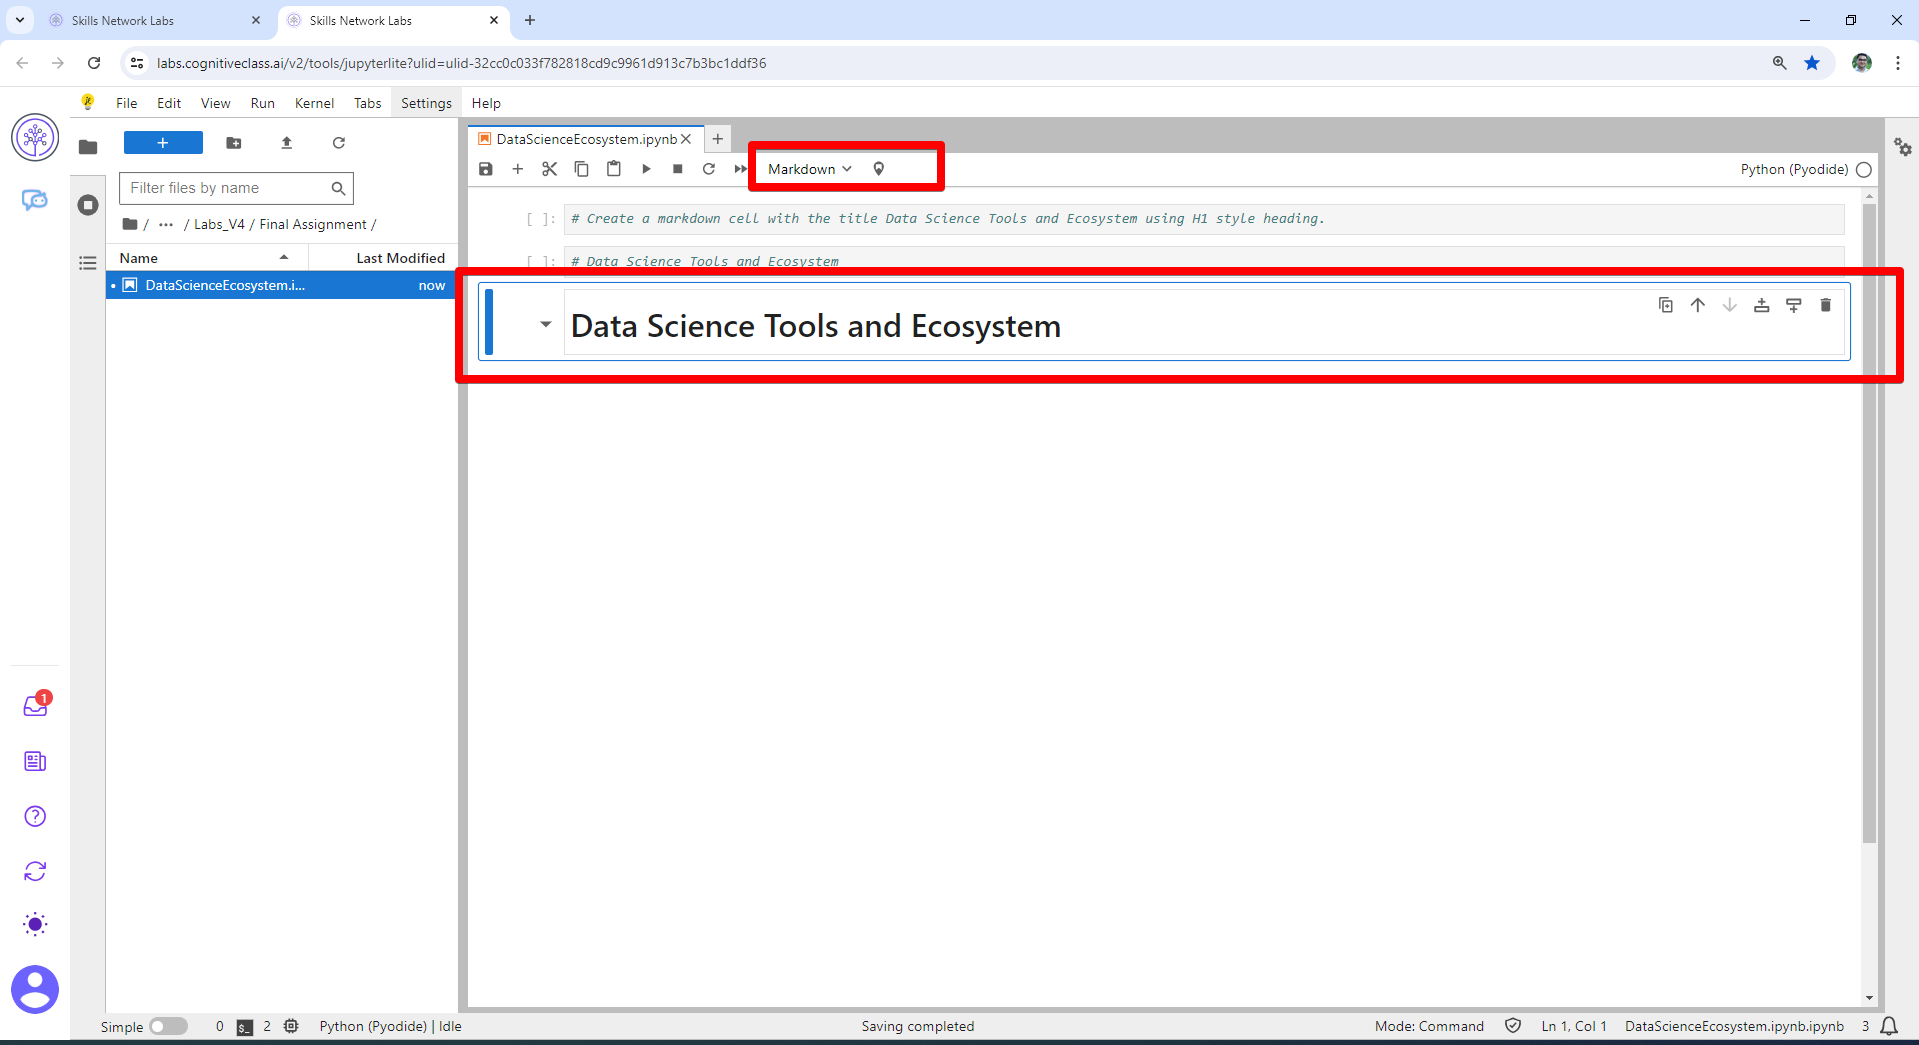 Skills Network Labs
Skills Network Labs
labs.cognitiveclass.ai/v2/tools/jupyterlite?ulid=ulid-32cc0c033f782818cd9c9961d913c7b3bc1ddf36
File Edit View Run Kernel Tabs Settings Help
DataScienceEcosystem.ipynb
Markdown
Python (Pyodide)
Filter files by name
/ ··· / Labs_V4 / Final Assignment /
Name Last Modified
DataScienceEcosystem.i... now
[ ]: # Create a markdown cell with the title Data Science Tools and Ecosystem using H1 style heading.
[ ]: # Data Science Tools and Ecosystem
Data Science Tools and Ecosystem
1
Simple 0 $_ 2 Python (Pyodide) | Idle Saving completed Mode: Command Ln 1, Col 1 DataScienceEcosystem.ipynb.ipynb 3